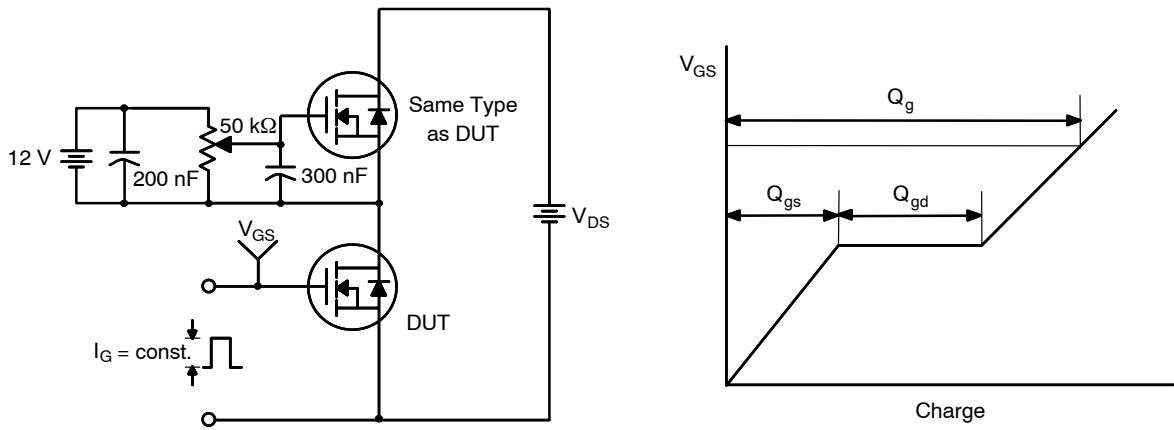 12 V
200 nF
50 kΩ
300 nF
Same Type
as DUT
V_DS
V_GS
DUT
I_G = const.
V_GS
Q_g
Q_gs
Q_gd
Charge